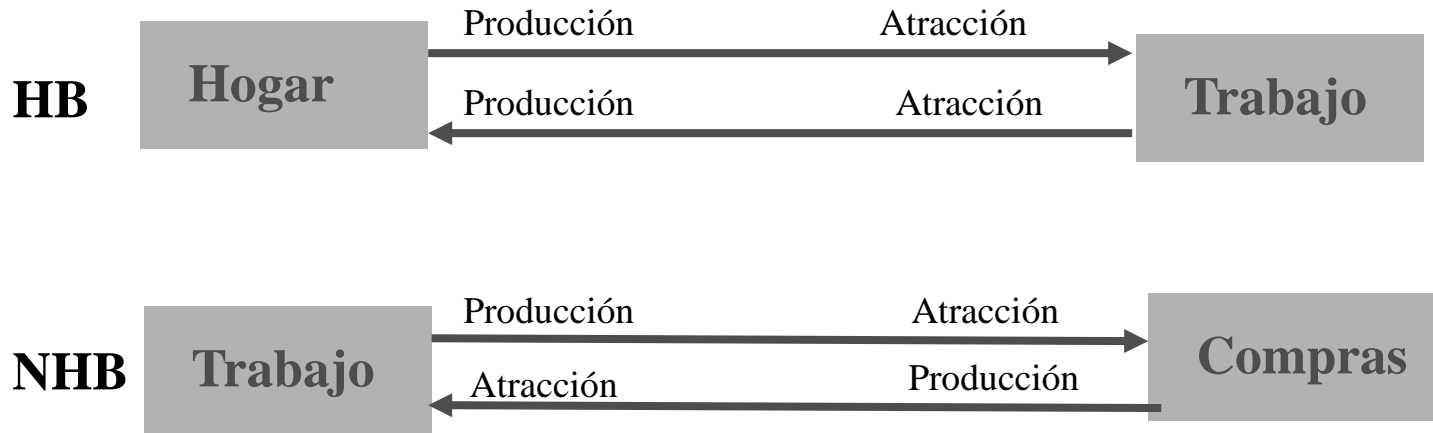 Producción Atracción
HB Hogar Trabajo
Producción Atracción
Producción Atracción
NHB Trabajo Compras
Atracción Producción